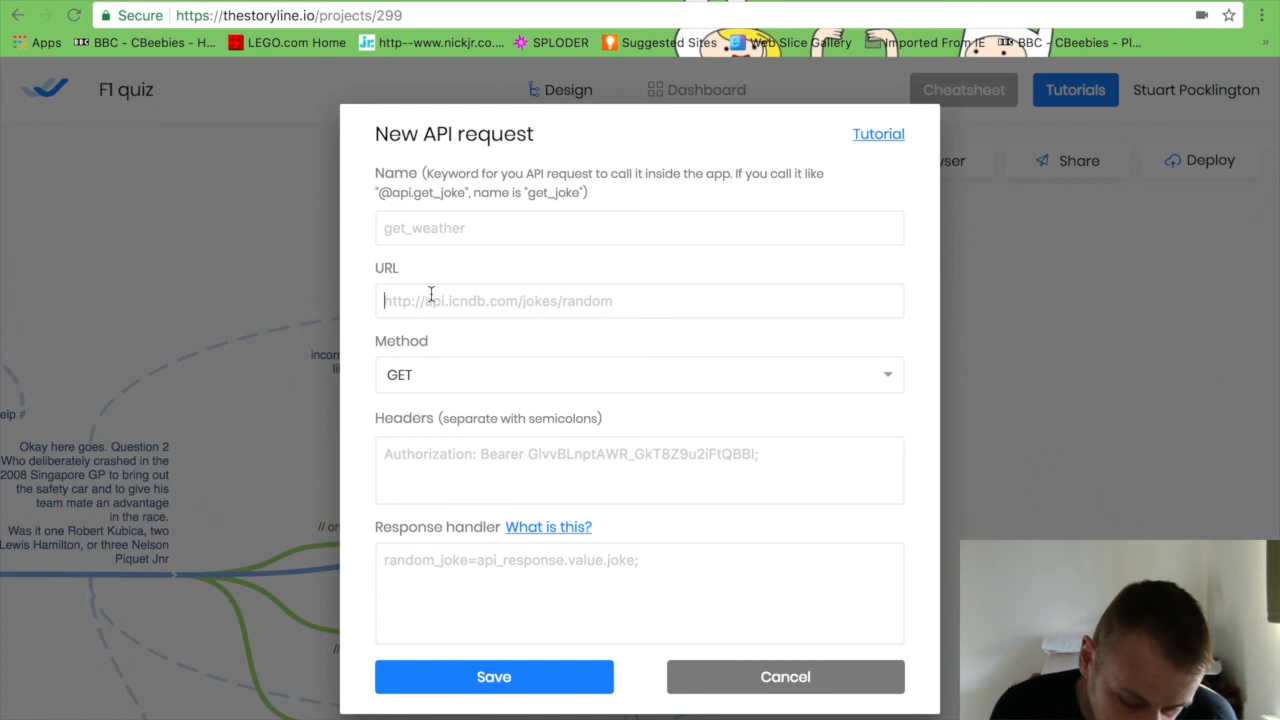 Secure https://thestoryline.io/projects/299
Apps BBC - CBeebies - H... LEGO.com Home http--www.nickjr.co.... SPLODER Suggested Sites Web Slice Gallery Imported From IE BBC - CBeebies - Pl... »
F1 quiz Design Dashboard Cheatsheet Tutorials Stuart Pocklington
wser Share Deploy
New API request Tutorial
Name (Keyword for you API request to call it inside the app. If you call it like
"@api.get_joke", name is "get_joke")
get_weather
URL
http://api.icndb.com/jokes/random
Method
GET
Headers (separate with semicolons)
Authorization: Bearer GlvvBLnptAWR_GkT8Z9u2iFtQBBl;
Response handler What is this?
random_joke=api_response.value.joke;
Save Cancel
incorr
li
elp #
Okay here goes. Question 2
Who deliberately crashed in the
2008 Singapore GP to bring out
the safety car and to give his
team mate an advantage
in the race.
Was it one Robert Kubica, two
Lewis Hamilton, or three Nelson
Piquet Jnr
// or
//